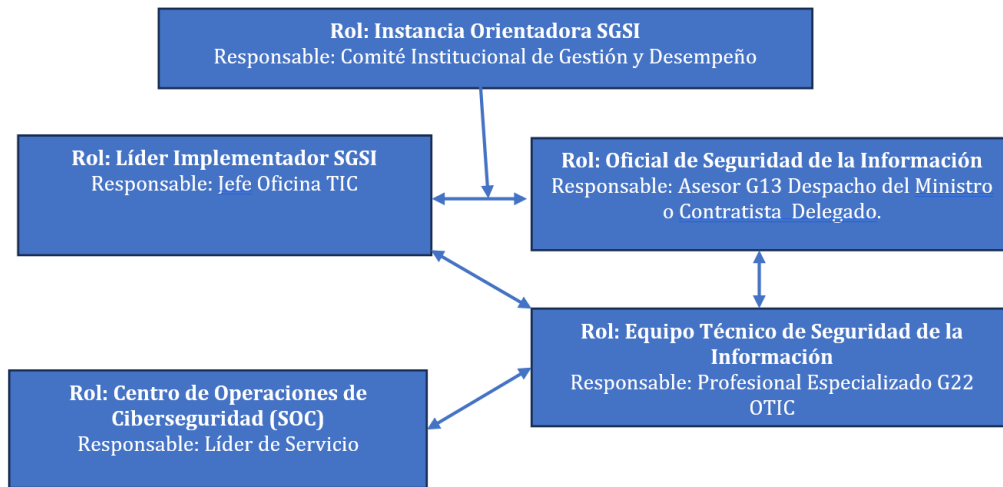 Rol: Instancia Orientadora SGSI
Responsable: Comité Institucional de Gestión y Desempeño
Rol: Líder Implementador SGSI
Responsable: Jefe Oficina TIC
Rol: Oficial de Seguridad de la Información
Responsable: Asesor G13 Despacho del Ministro
o Contratista Delegado.
Rol: Equipo Técnico de Seguridad de la
Información
Responsable: Profesional Especializado G22
OTIC
Rol: Centro de Operaciones de
Ciberseguridad (SOC)
Responsable: Líder de Servicio